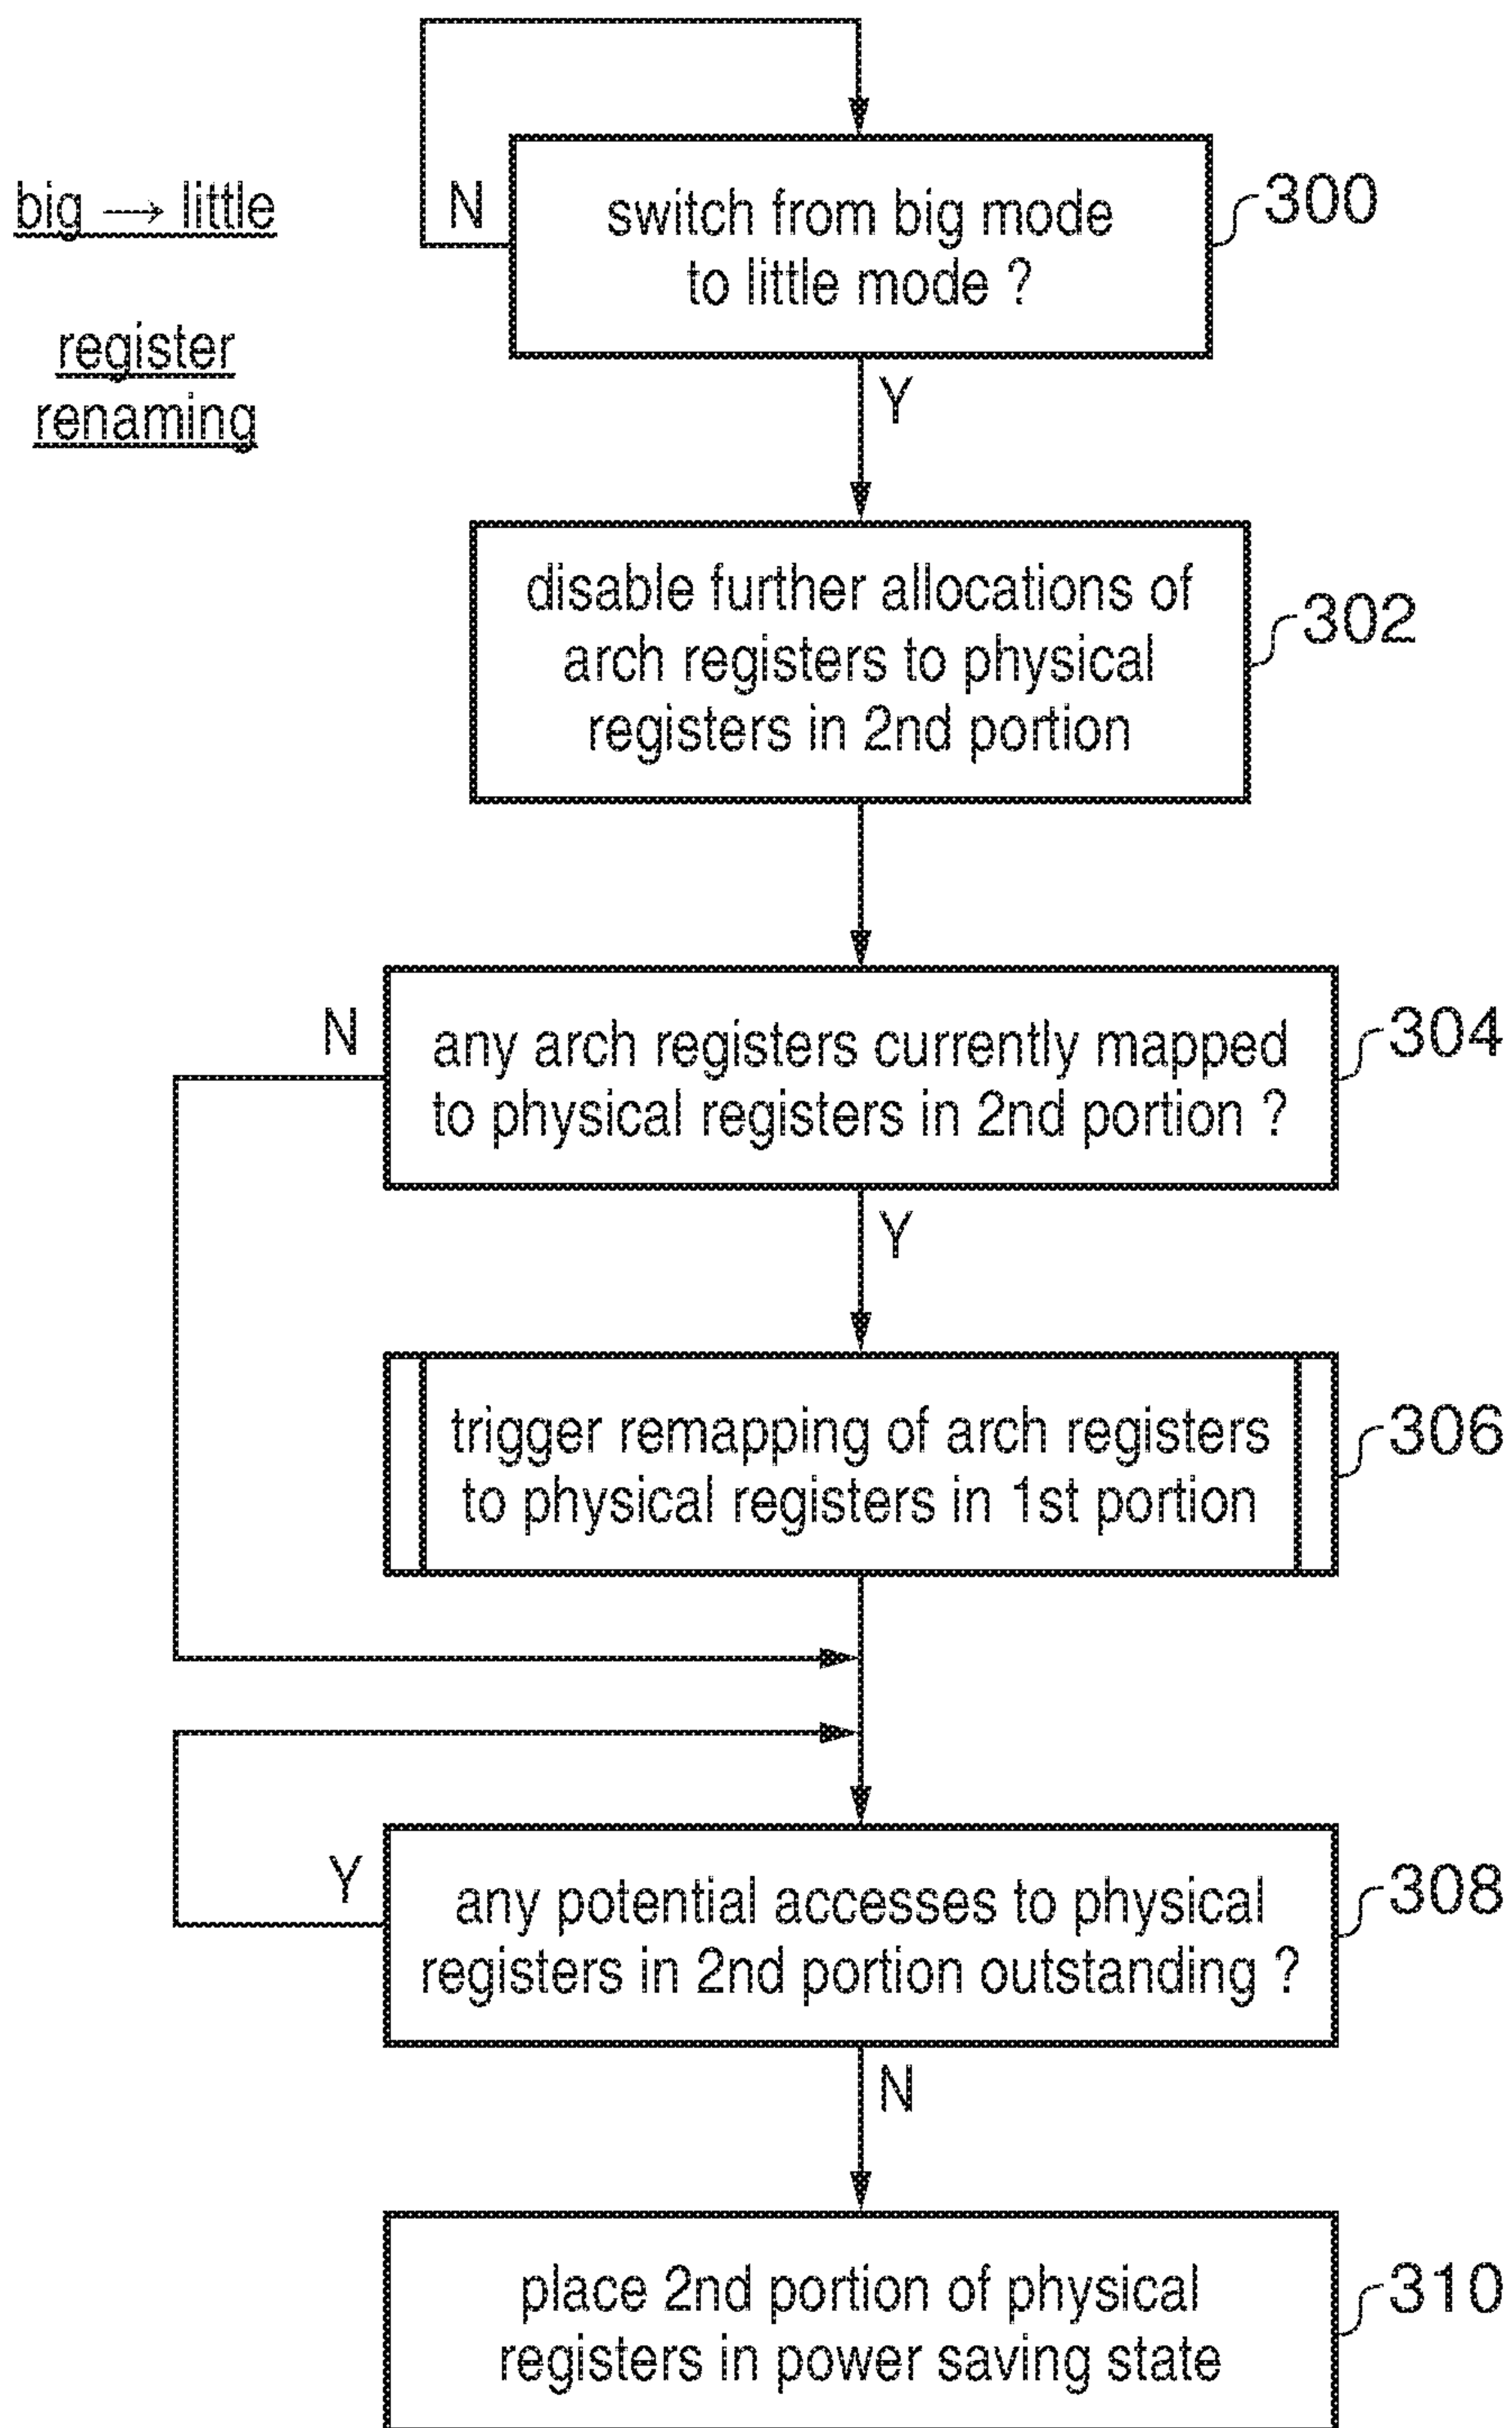 big → little
register
renaming
N
switch from big mode
to little mode ?
300
Y
disable further allocations of
arch registers to physical
registers in 2nd portion
302
N
any arch registers currently mapped
to physical registers in 2nd portion ?
304
Y
trigger remapping of arch registers
to physical registers in 1st portion
306
Y
any potential accesses to physical
registers in 2nd portion outstanding ?
308
N
place 2nd portion of physical
registers in power saving state
310